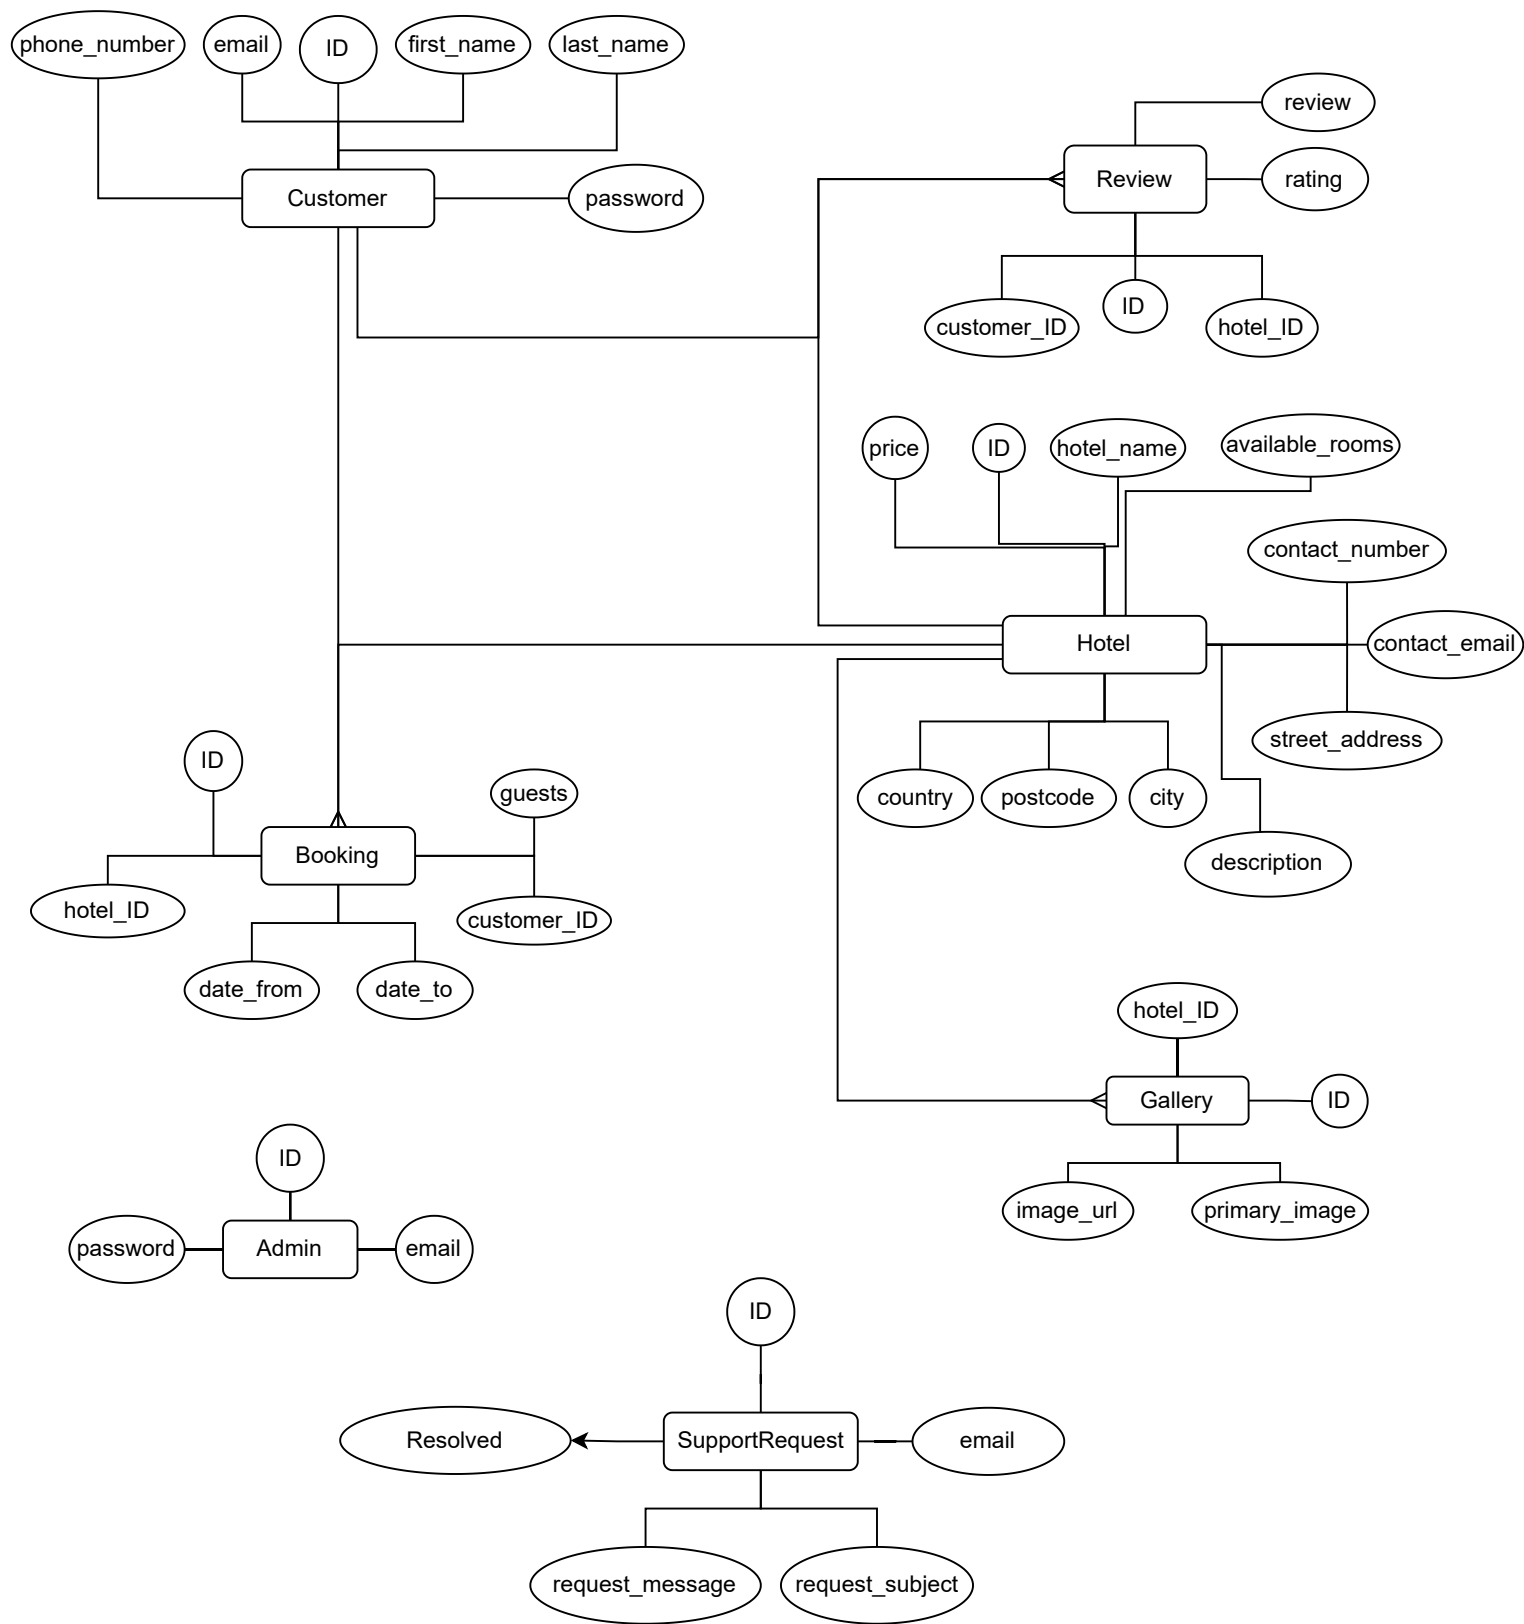 phone_number
email
ID
first_name
last_name
Customer
password
review
Review
rating
customer_ID
ID
hotel_ID
price
ID
hotel_name
available_rooms
contact_number
Hotel
contact_email
street_address
country
postcode
city
description
ID
guests
Booking
hotel_ID
customer_ID
date_from
date_to
hotel_ID
Gallery
ID
image_url
primary_image
ID
password
Admin
email
ID
Resolved
SupportRequest
email
request_message
request_subject